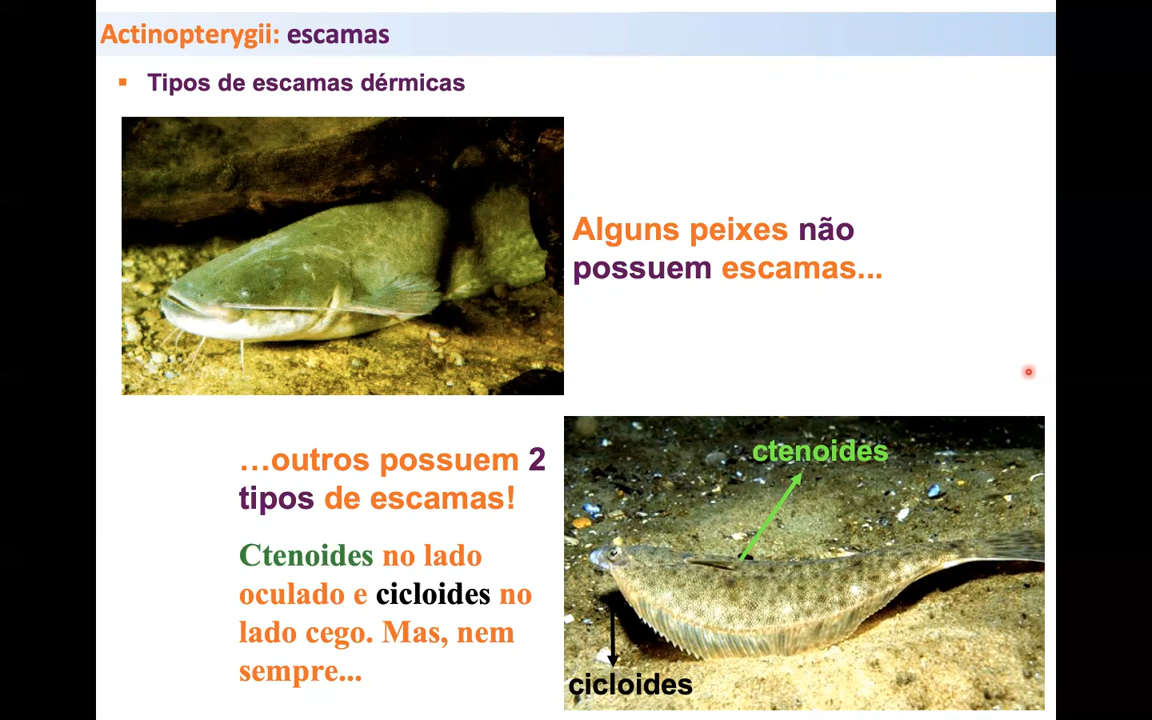 Actinopterygii: escamas
Tipos de escamas dérmicas
Alguns peixes não
possuem escamas...
...outros possuem 2
tipos de escamas!
Ctenoides no lado
oculado e cicloides no
lado cego. Mas, nem
sempre...
ctenoides
cicloides